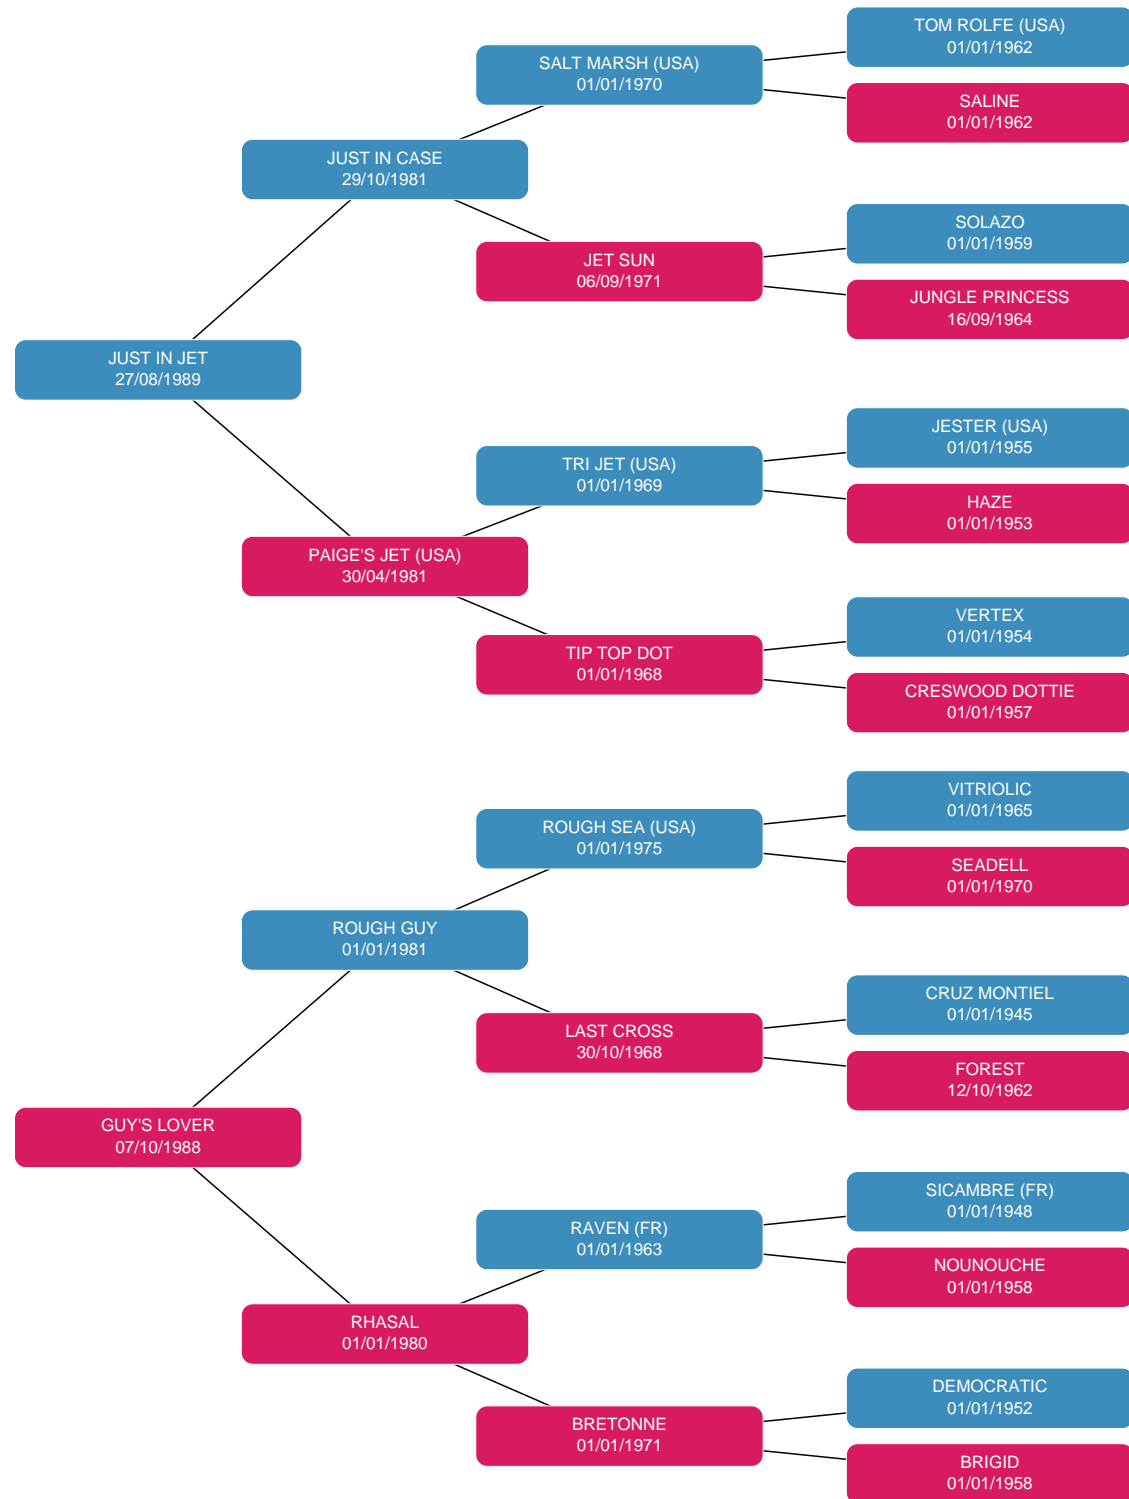 TOM ROLFE (USA)
01/01/1962
SALT MARSH (USA)
01/01/1970
SALINE
01/01/1962
JUST IN CASE
29/10/1981
SOLAZO
01/01/1959
JET SUN
06/09/1971
JUNGLE PRINCESS
16/09/1964
JUST IN JET
27/08/1989
JESTER (USA)
01/01/1955
TRI JET (USA)
01/01/1969
HAZE
01/01/1953
PAIGE'S JET (USA)
30/04/1981
VERTEX
01/01/1954
TIP TOP DOT
01/01/1968
CRESWOOD DOTTIE
01/01/1957
VITRIOLIC
01/01/1965
ROUGH SEA (USA)
01/01/1975
SEADELL
01/01/1970
ROUGH GUY
01/01/1981
CRUZ MONTIEL
01/01/1945
LAST CROSS
30/10/1968
FOREST
12/10/1962
GUY'S LOVER
07/10/1988
SICAMBRE (FR)
01/01/1948
RAVEN (FR)
01/01/1963
NOUNOUCHE
01/01/1958
RHASAL
01/01/1980
DEMOCRATIC
01/01/1952
BRETONNE
01/01/1971
BRIGID
01/01/1958